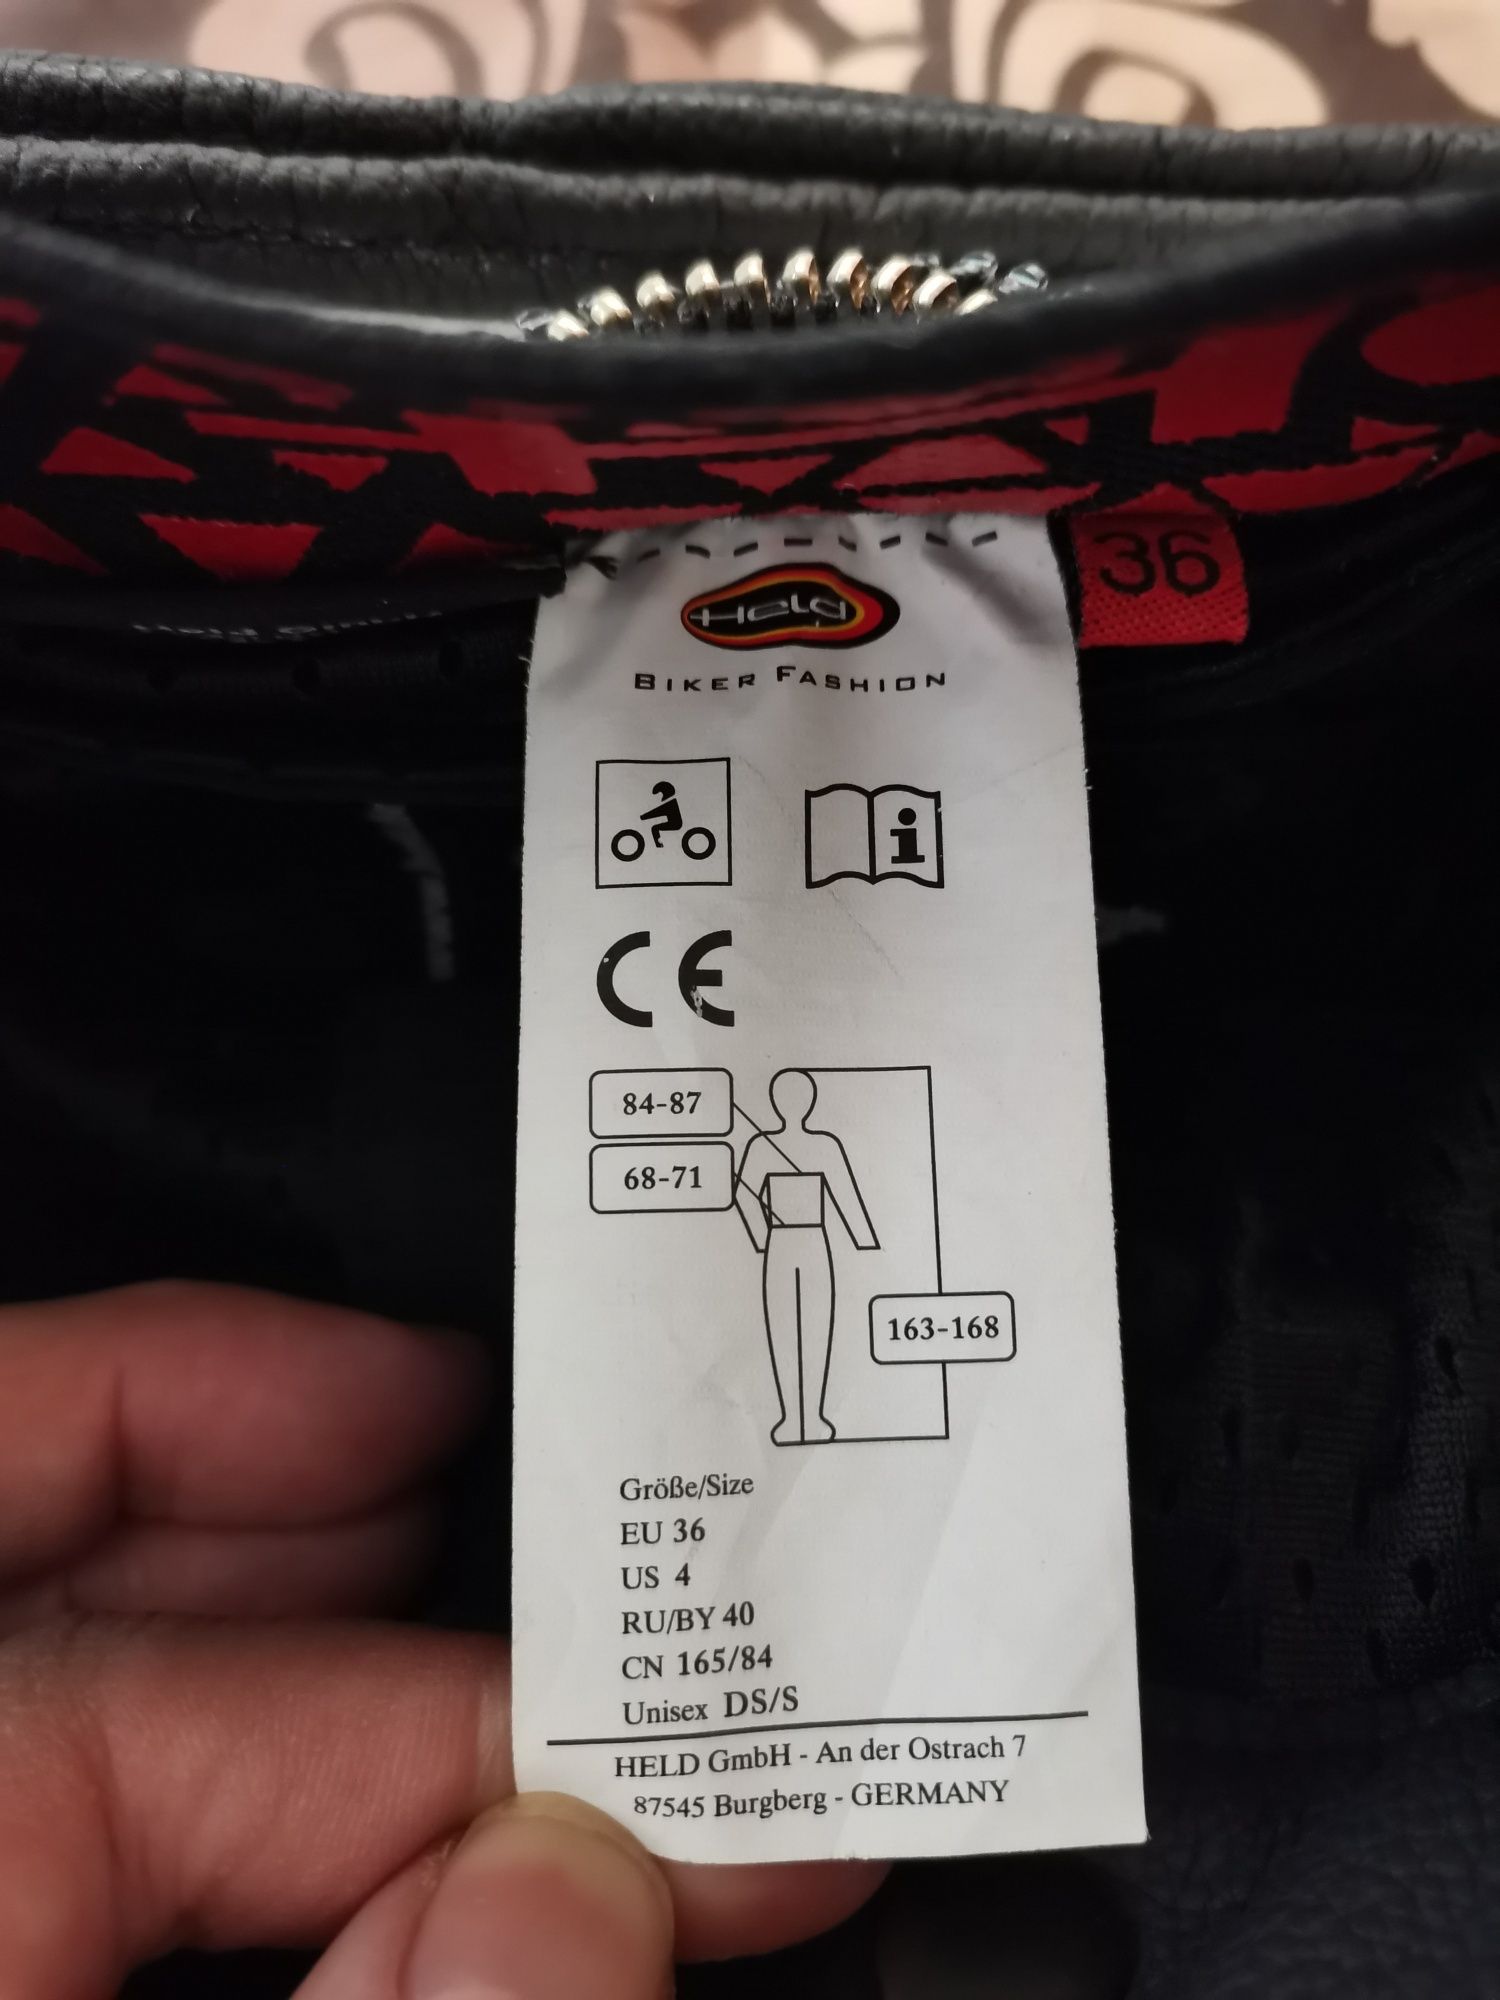 36
Held
BIKER FASHION
i
CE
84-87
68-71
163-168
Größe/Size
EU 36
US 4
RU/BY 40
CN 165/84
Unisex DS/S
HELD GmbH - An der Ostrach 7
87545 Burgberg - GERMANY